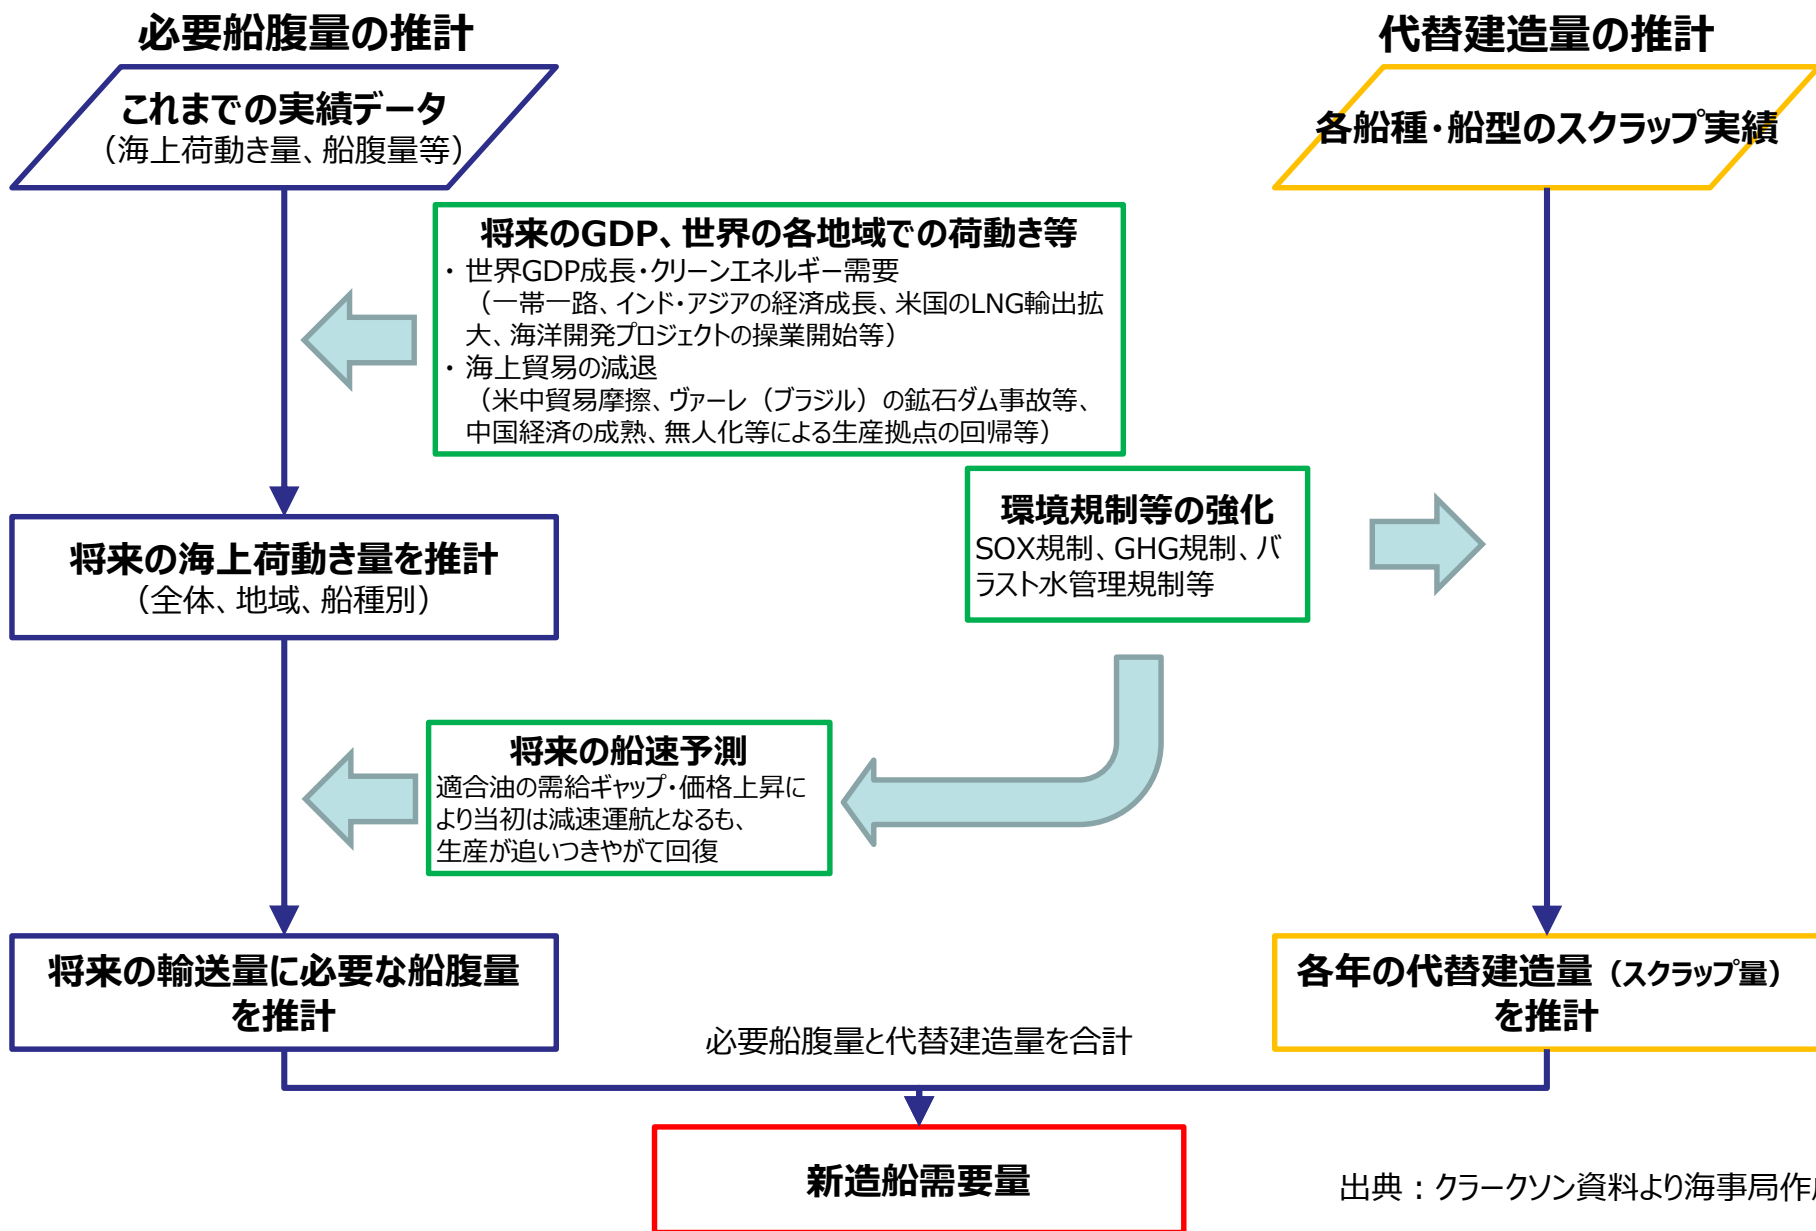 必要船腹量の推計
これまでの実績データ
（海上荷動き量、船腹量等）
代替建造量の推計
各船種・船型のスクラップ実績
将来のGDP、世界の各地域での荷動き等
・ 世界GDP成長・クリーンエネルギー需要
（一帯一路、インド・アジアの経済成長、米国のLNG輸出拡
大、海洋開発プロジェクトの操業開始等）
・ 海上貿易の減退
（米中貿易摩擦、ヴァーレ（ブラジル）の鉱石ダム事故等、
中国経済の成熟、無人化等による生産拠点の回帰等）
環境規制等の強化
SOX規制、GHG規制、バ
ラスト水管理規制等
将来の海上荷動き量を推計
（全体、地域、船種別）
将来の船速予測
適合油の需給ギャップ・価格上昇に
より当初は減速運航となるも、
生産が追いつきやがて回復
将来の輸送量に必要な船腹量
を推計
各年の代替建造量（スクラップ量）
を推計
必要船腹量と代替建造量を合計
新造船需要量
出典：クラークソン資料より海事局作成